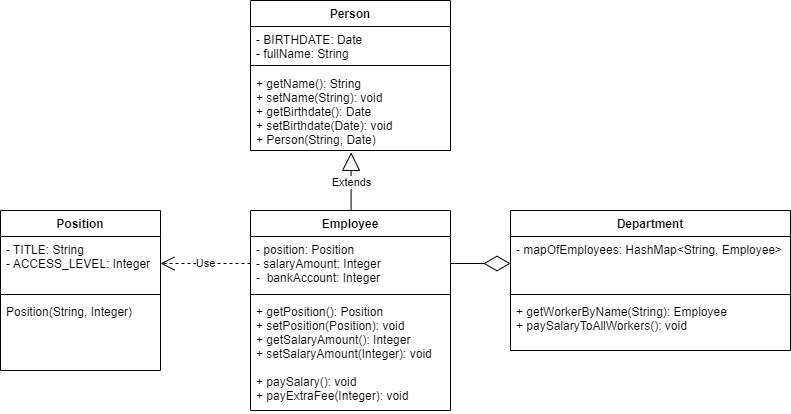 Person
- BIRTHDATE: Date
- fullName: String
+ getName(): String
+ setName(String): void
+ getBirthdate(): Date
+ setBirthdate(Date): void
+ Person(String, Date)
Extends
Position
- TITLE: String
- ACCESS_LEVEL: Integer
Position(String, Integer)
Use
Employee
- position: Position
- salaryAmount: Integer
- bankAccount: Integer
+ getPosition(): Position
+ setPosition(Position): void
+ getSalaryAmount(): Integer
+ setSalaryAmount(Integer): void
+ paySalary(): void
+ payExtraFee(Integer): void
Department
- mapOfEmployees: HashMap<String, Employee>
+ getWorkerByName(String): Employee
+ paySalaryToAllWorkers(): void